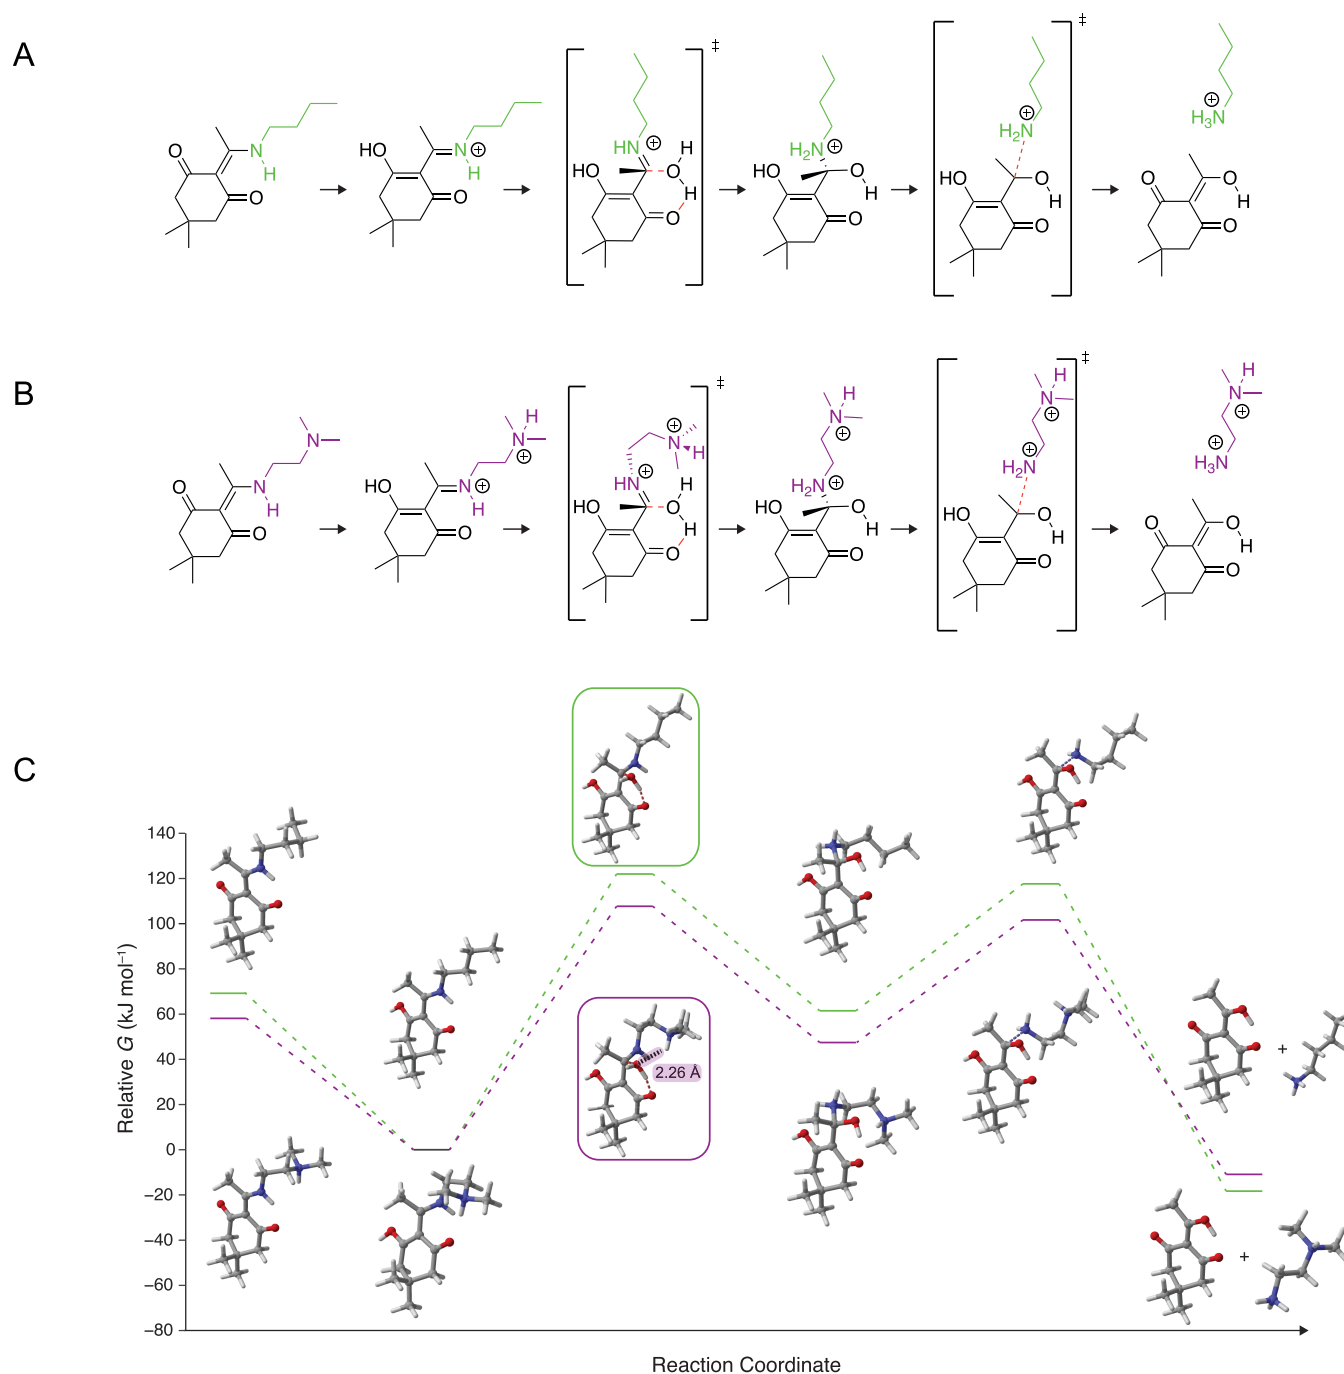 A
O
O
N
H
HO
O
N
⊕
H
‡
HN
⊕
H
O
H
HO
O
H2N
⊕
O
H
HO
O
‡
H2N
⊕
O
H
HO
O
H3N
⊕
O
O
H
O
B
N
O
N
H
O
H
N
⊕
HO
N
⊕
H
O
‡
⊕
N
H
HN
⊕
H
O
H
HO
O
H
N
⊕
H2N
⊕
O
H
HO
O
‡
H
N
⊕
H2N
⊕
O
H
HO
O
H
N
⊕
H3N
⊕
O
O
H
O
C
Relative G (kJ mol–1)
140
120
100
80
60
40
20
0
–20
–40
–60
–80
2.26 Å
+
+
Reaction Coordinate